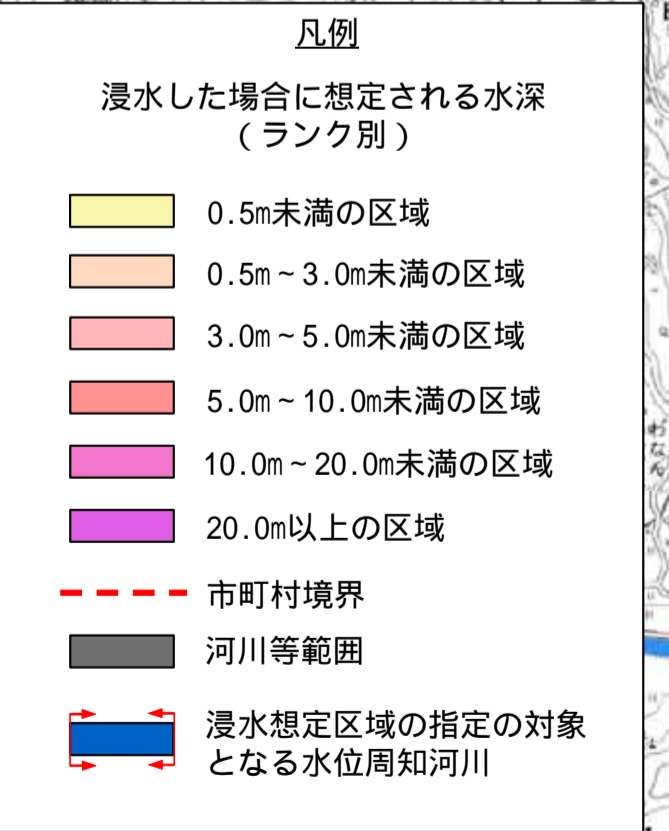 凡例
浸水した場合に想定される水深
(ランク別)
0.5m未満の区域
0.5m~3.0m未満の区域
3.0m~5.0m未満の区域
5.0m~10.0m未満の区域
10.0m~20.0m未満の区域
20.0m以上の区域
市町村境界
河川等範囲
浸水想定区域の指定の対象
となる水位周知河川